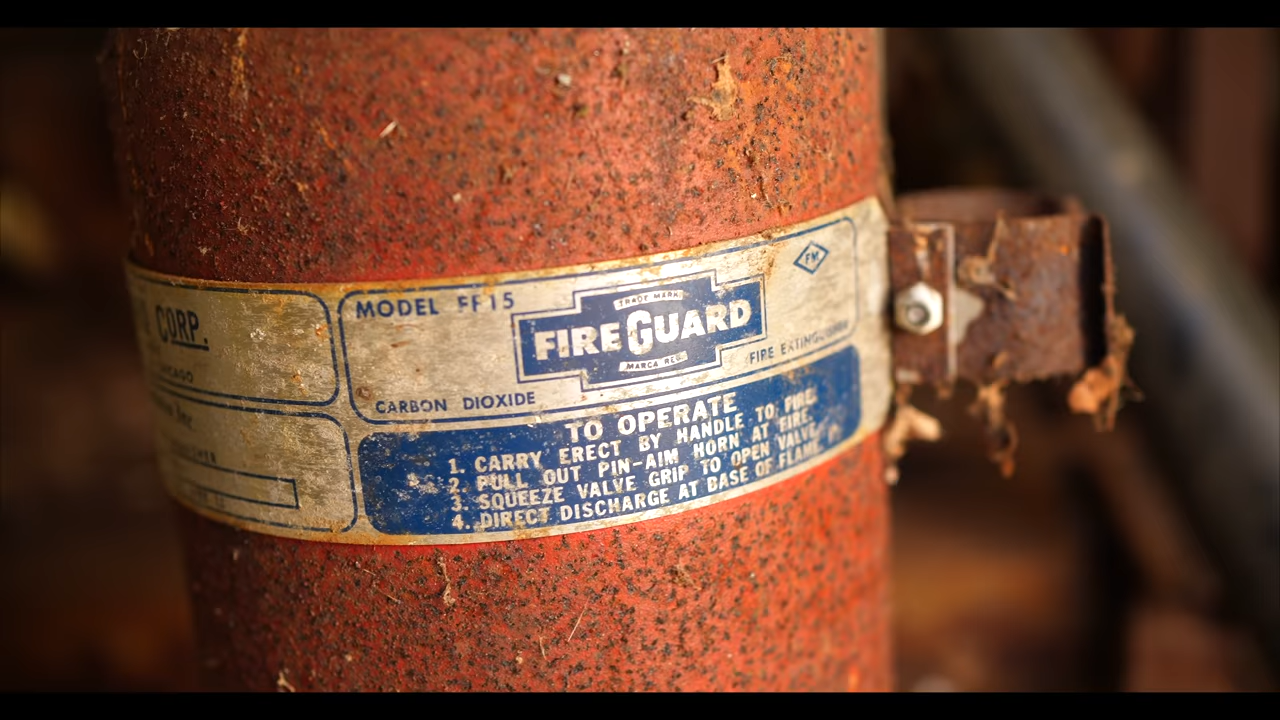 CORP.
CHICAGO
MODEL FF15
TRADE MARK
FIREGUARD
MARCA REG.
FM
CARBON DIOXIDE
FIRE EXTINGUISHER
TO OPERATE
1. CARRY ERECT BY HANDLE TO FIRE.
2. PULL OUT PIN-AIM HORN AT FIRE.
3. SQUEEZE VALVE GRIP TO OPEN VALVE.
4. DIRECT DISCHARGE AT BASE OF FLAME.